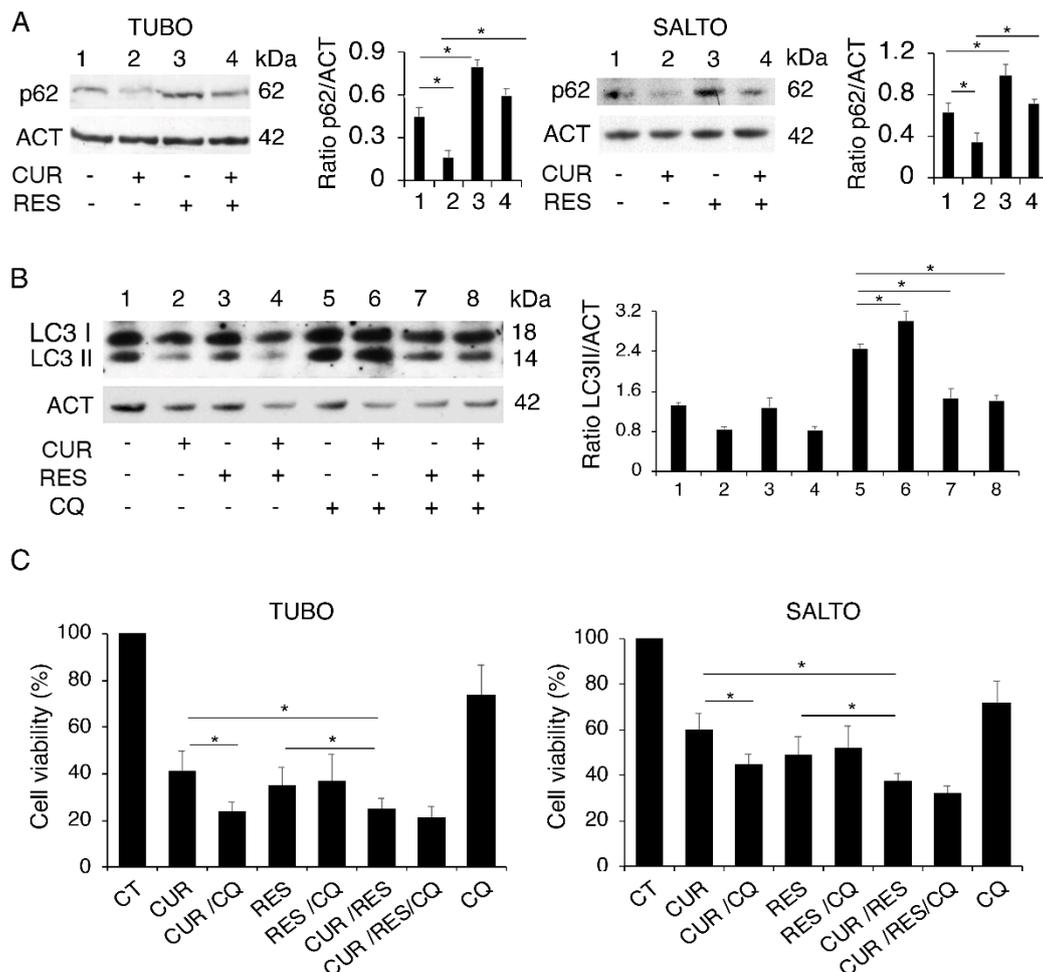 A
TUBO
1 2 3 4 kDa
p62 62
ACT 42
CUR - + - +
RES - - + +
Ratio p62/ACT
0.9
0.6
0.3
0
1 2 3 4
* * *
SALTO
1 2 3 4 kDa
p62 62
ACT 42
CUR - + - +
RES - - + +
Ratio p62/ACT
1.2
0.8
0.4
0
1 2 3 4
* * *
B
1 2 3 4 5 6 7 8 kDa
LC3 I 18
LC3 II 14
ACT 42
CUR - + - + - + - +
RES - - + + - - + +
CQ - - - - + + + +
Ratio LC3II/ACT
3.2
2.4
1.6
0.8
0
1 2 3 4 5 6 7 8
* * *
C
TUBO
Cell viability (%)
100
80
60
40
20
0
* * *
CT CUR CUR /CQ RES RES /CQ CUR /RES CUR /RES/CQ CQ
SALTO
Cell viability (%)
100
80
60
40
20
0
* * *
CT CUR CUR /CQ RES RES /CQ CUR /RES CUR /RES/CQ CQ